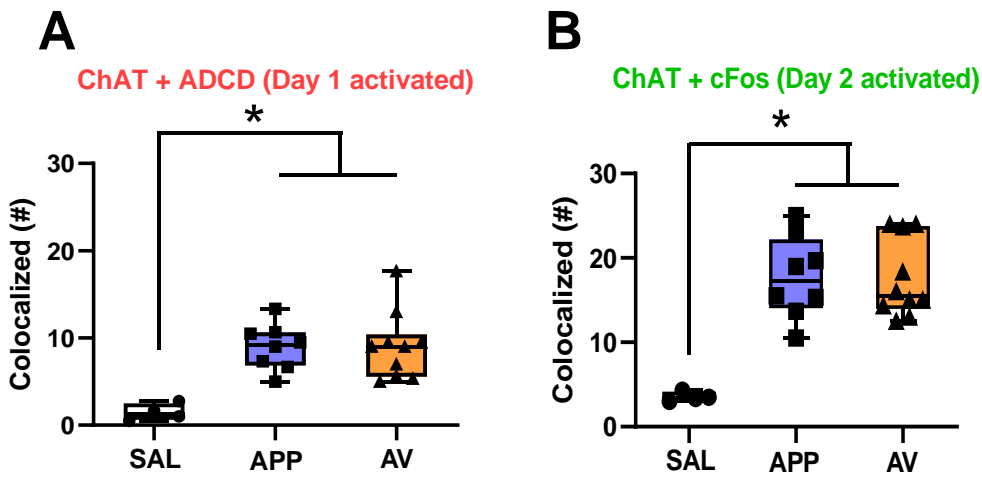 A
ChAT + ADCD (Day 1 activated)
*
Colocalized (#)
30
20
10
0
SAL
APP
AV
B
ChAT + cFos (Day 2 activated)
*
Colocalized (#)
30
20
10
0
SAL
APP
AV